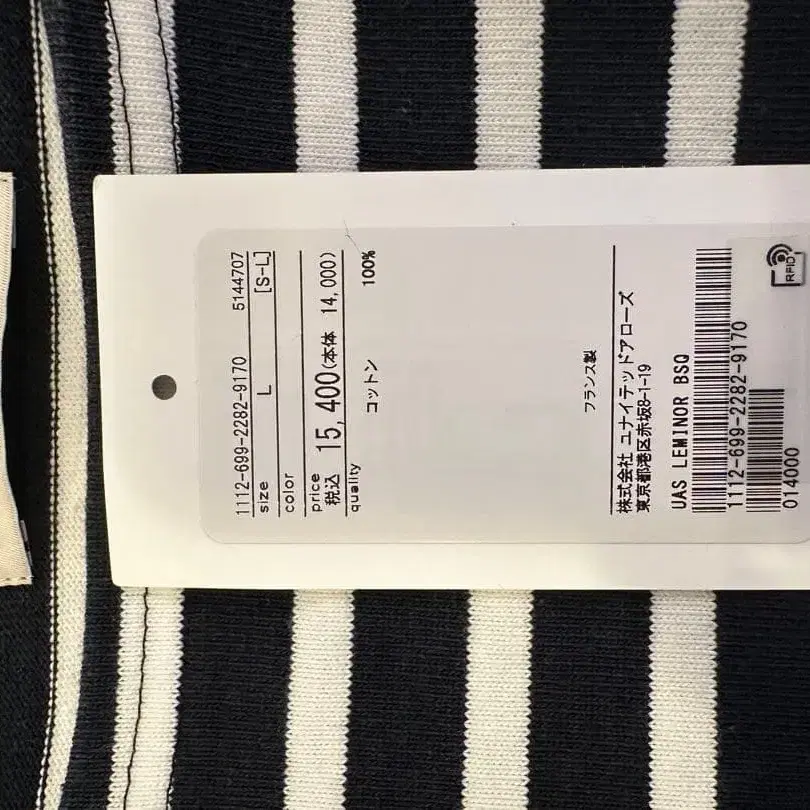 1112-699-2282-9170 5144707
size L [S-L]
color
price
税込 15,400(本体 14,000)
quality
コットン 100%
フランス製
株式会社 ユナイテッドアローズ
東京都港区赤坂8-1-19
UAS LEMINOR BSQ
1112-699-2282-9170
014000
RFID